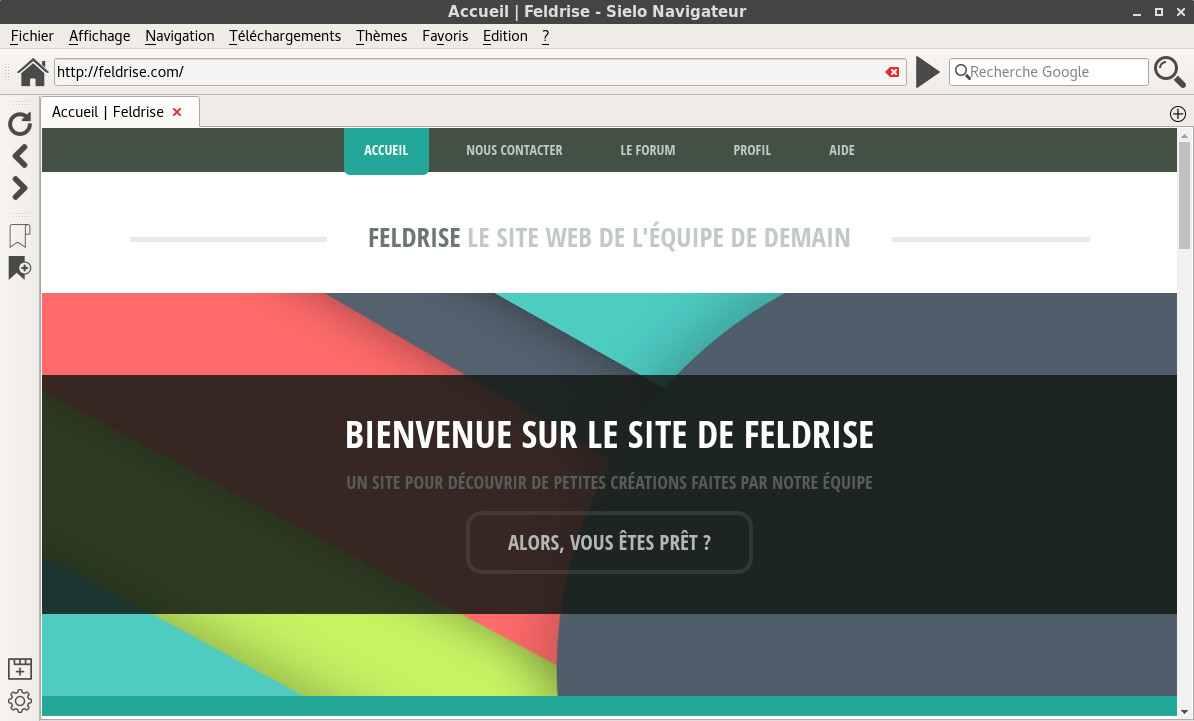 Accueil | Feldrise - Sielo Navigateur
Fichier Affichage Navigation Téléchargements Thèmes Favoris Edition ?
http://feldrise.com/ Recherche Google
Accueil | Feldrise
ACCUEIL NOUS CONTACTER LE FORUM PROFIL AIDE
FELDRISE LE SITE WEB DE L'ÉQUIPE DE DEMAIN
BIENVENUE SUR LE SITE DE FELDRISE
UN SITE POUR DÉCOUVRIR DE PETITES CRÉATIONS FAITES PAR NOTRE ÉQUIPE
ALORS, VOUS ÊTES PRÊT ?